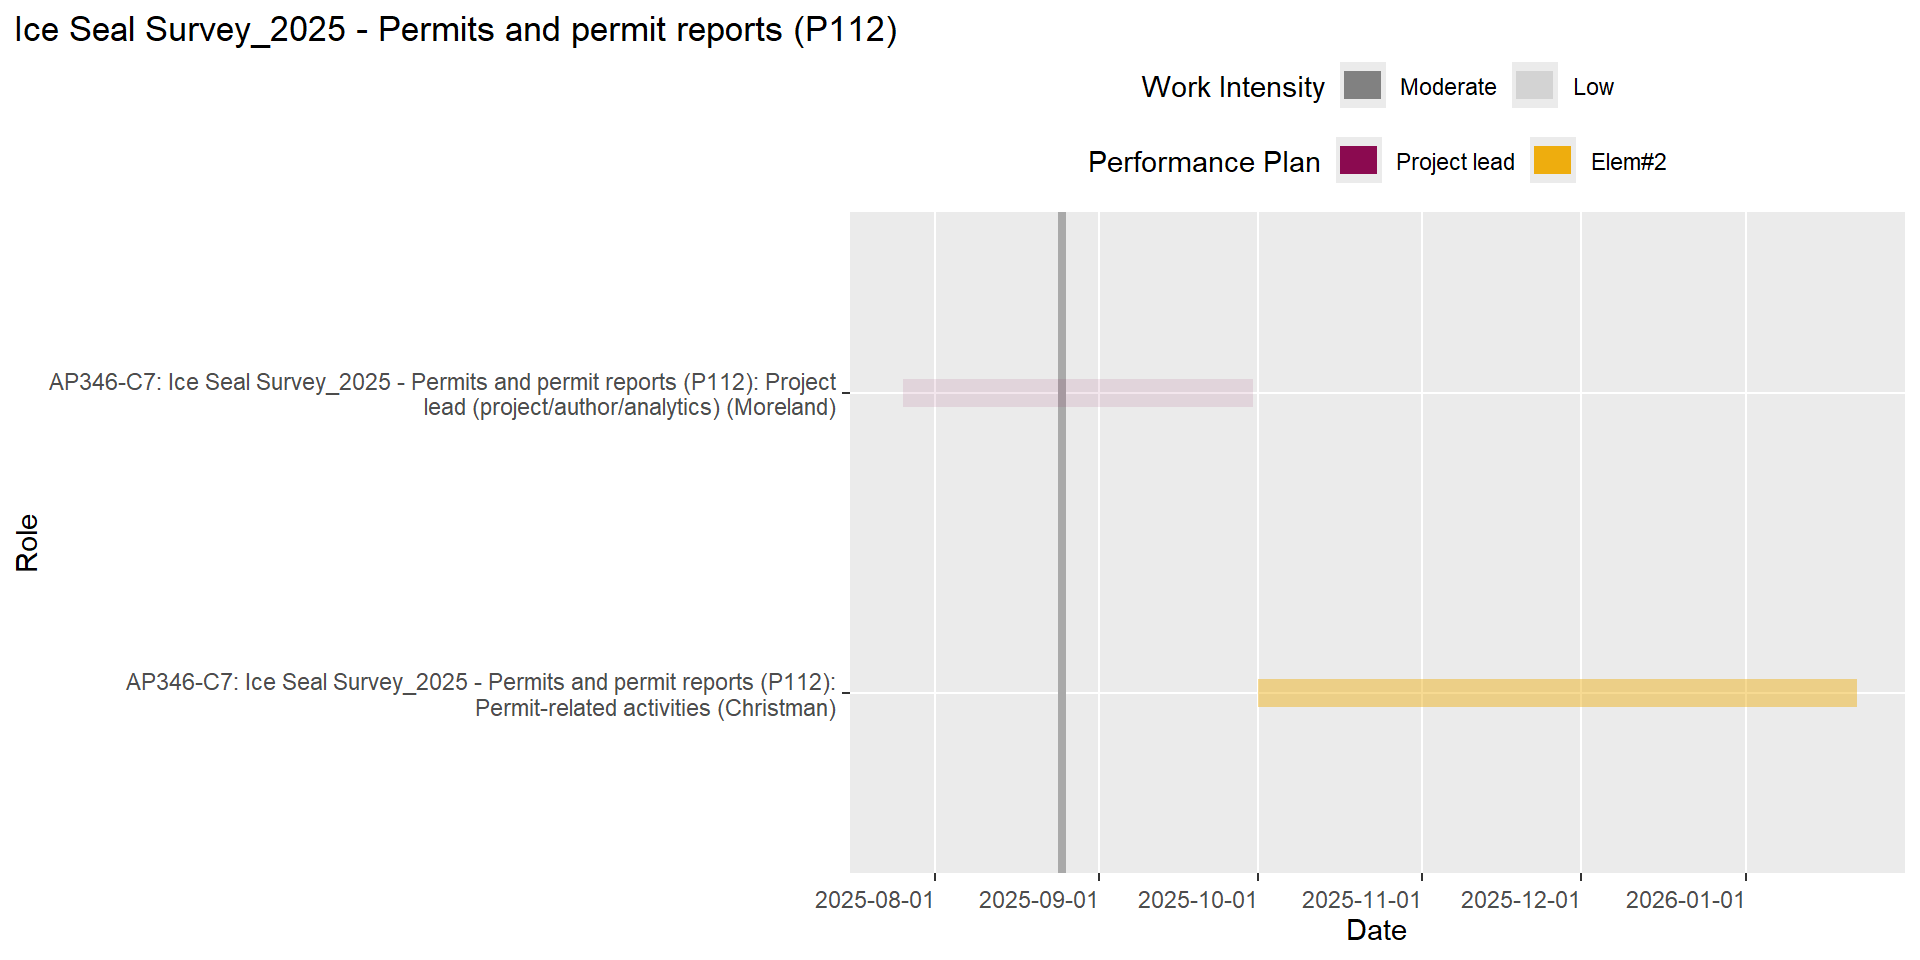 Ice Seal Survey_2025 - Permits and permit reports (P112)
Work Intensity Moderate Low
Performance Plan Project lead Elem#2
AP346-C7: Ice Seal Survey_2025 - Permits and permit reports (P112): Project
lead (project/author/analytics) (Moreland)
Role
AP346-C7: Ice Seal Survey_2025 - Permits and permit reports (P112):
Permit-related activities (Christman)
2025-08-01 2025-09-01 2025-10-01 2025-11-01 2025-12-01 2026-01-01
Date